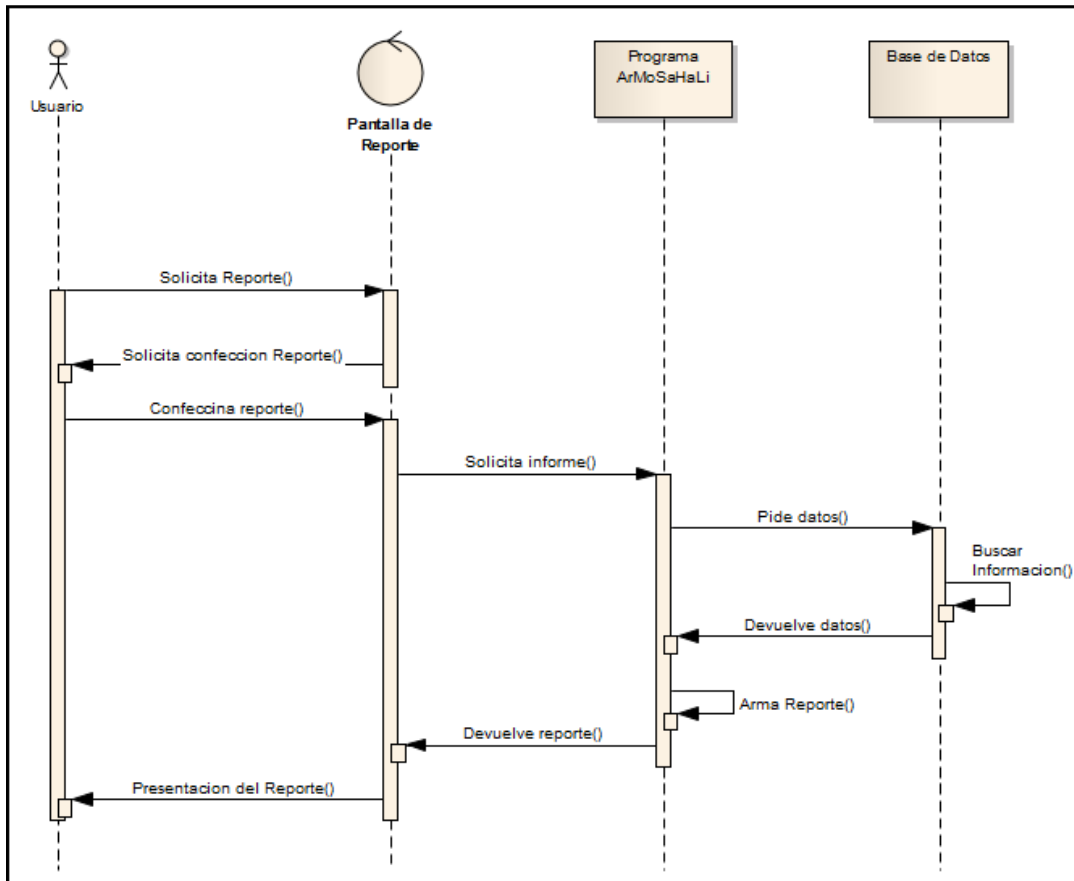 Usuario
Pantalla de
Reporte
Programa
ArMoSaHaLi
Base de Datos
Solicita Reporte()
Solicita confeccion Reporte()
Confeccina reporte()
Solicita informe()
Pide datos()
Buscar
Informacion()
Devuelve datos()
Arma Reporte()
Devuelve reporte()
Presentacion del Reporte()